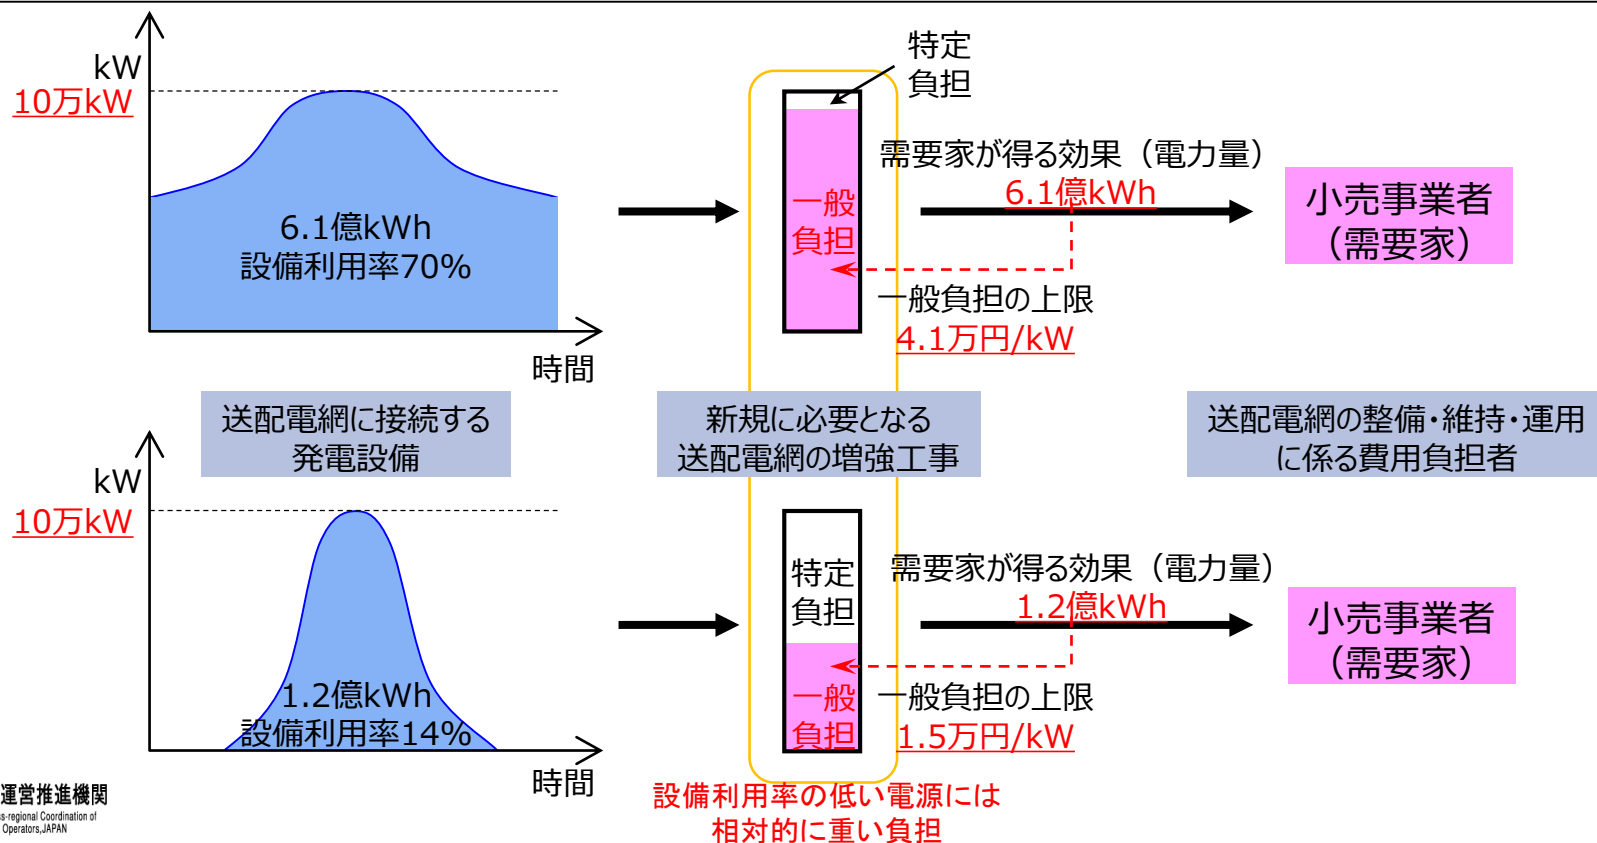 kW
10万kW
6.1億kWh
設備利用率70%
時間
特定
負担
一般
負担
需要家が得る効果（電力量）
6.1億kWh
一般負担の上限
4.1万円/kW
小売事業者
（需要家）
送配電網に接続する
発電設備
新規に必要となる
送配電網の増強工事
送配電網の整備・維持・運用
に係る費用負担者
kW
10万kW
1.2億kWh
設備利用率14%
時間
特定
負担
一般
負担
需要家が得る効果（電力量）
1.2億kWh
一般負担の上限
1.5万円/kW
小売事業者
（需要家）
設備利用率の低い電源には
相対的に重い負担
運営推進機関
s-regional Coordination of
Operators,JAPAN